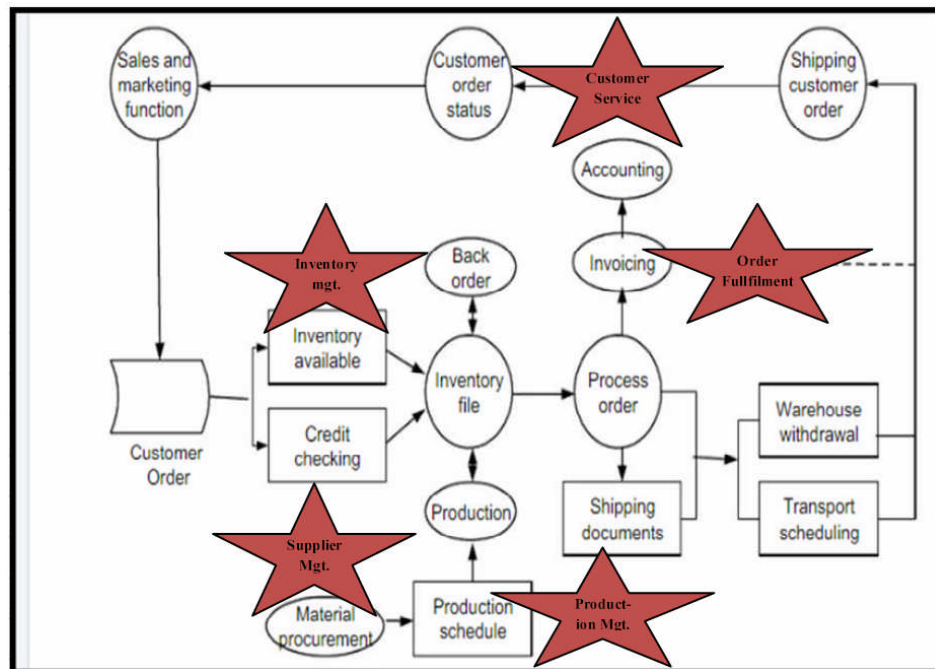 Sales and
marketing
function
Customer
order
status
Customer
Service
Shipping
customer
order
Accounting
Inventory
mgt.
Back
order
Invoicing
Order
Fullfilment
Inventory
available
Inventory
file
Process
order
Warehouse
withdrawal
Customer
Order
Credit
checking
Supplier
Mgt.
Production
Shipping
documents
Transport
scheduling
Material
procurement
Production
schedule
Product-
ion Mgt.